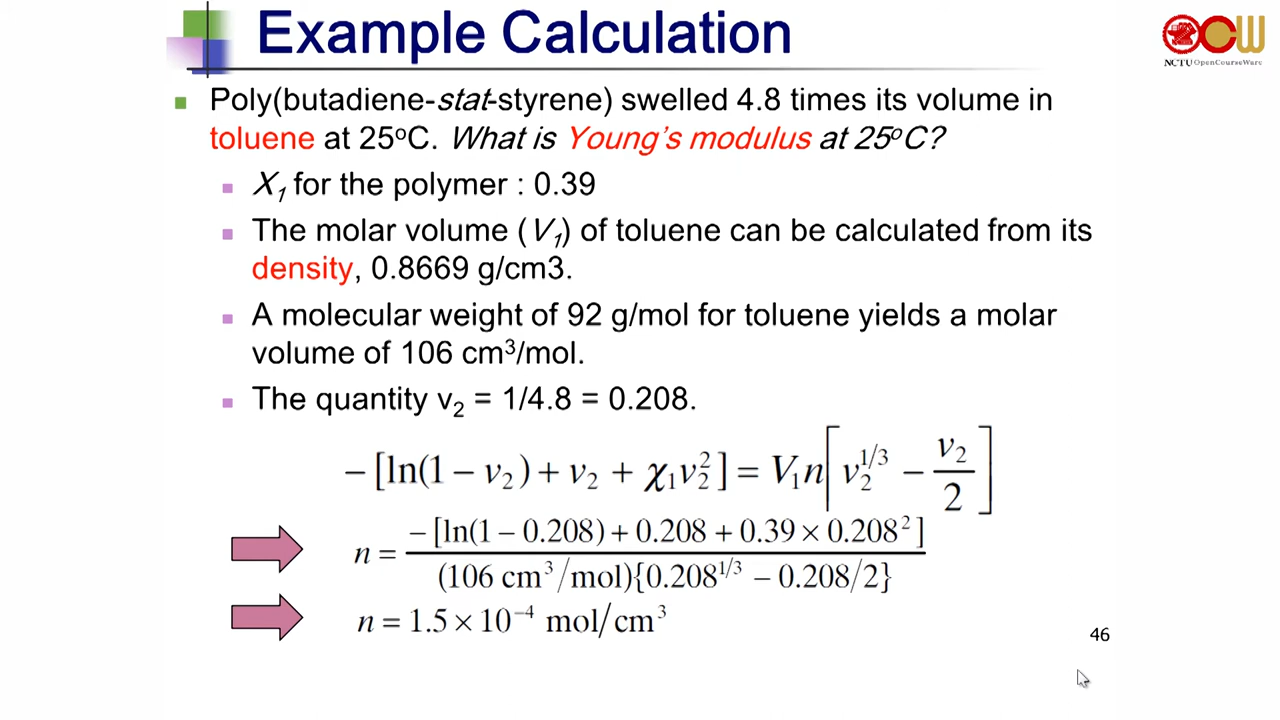 Example Calculation
NCTU OpenCourseWare
Poly(butadiene-stat-styrene) swelled 4.8 times its volume in
toluene at 25°C. What is Young's modulus at 25°C?
X₁ for the polymer : 0.39
The molar volume (V₁) of toluene can be calculated from its
density, 0.8669 g/cm3.
A molecular weight of 92 g/mol for toluene yields a molar
volume of 106 cm³/mol.
The quantity v₂ = 1/4.8 = 0.208.
−[ln(1 − v₂) + v₂ + χ₁v₂²] = V₁n[v₂^{1/3} − v₂/2]
n = −[ln(1 − 0.208) + 0.208 + 0.39 × 0.208²] / (106 cm³/mol){0.208^{1/3} − 0.208/2}
n = 1.5 × 10⁻⁴ mol/cm³
46